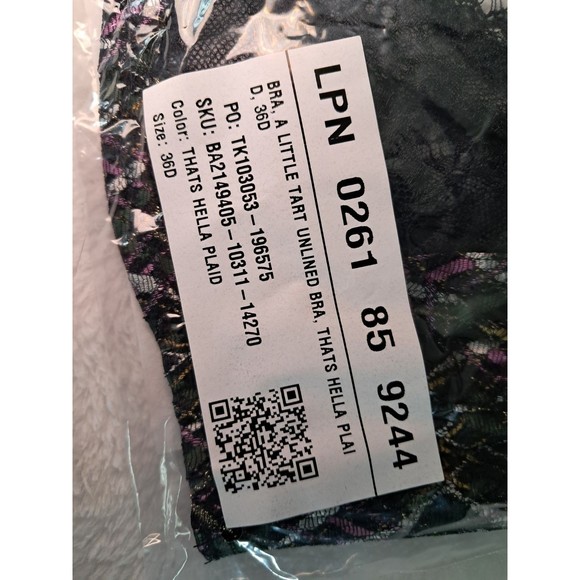 LPN 0261 85 9244
BRA, A LITTLE TART UNLINED BRA, THATS HELLA PLAI
D, 36D
PO: TK103053-196575
SKU: BA2149405-10311-14270
Color: THATS HELLA PLAID
Size: 36D